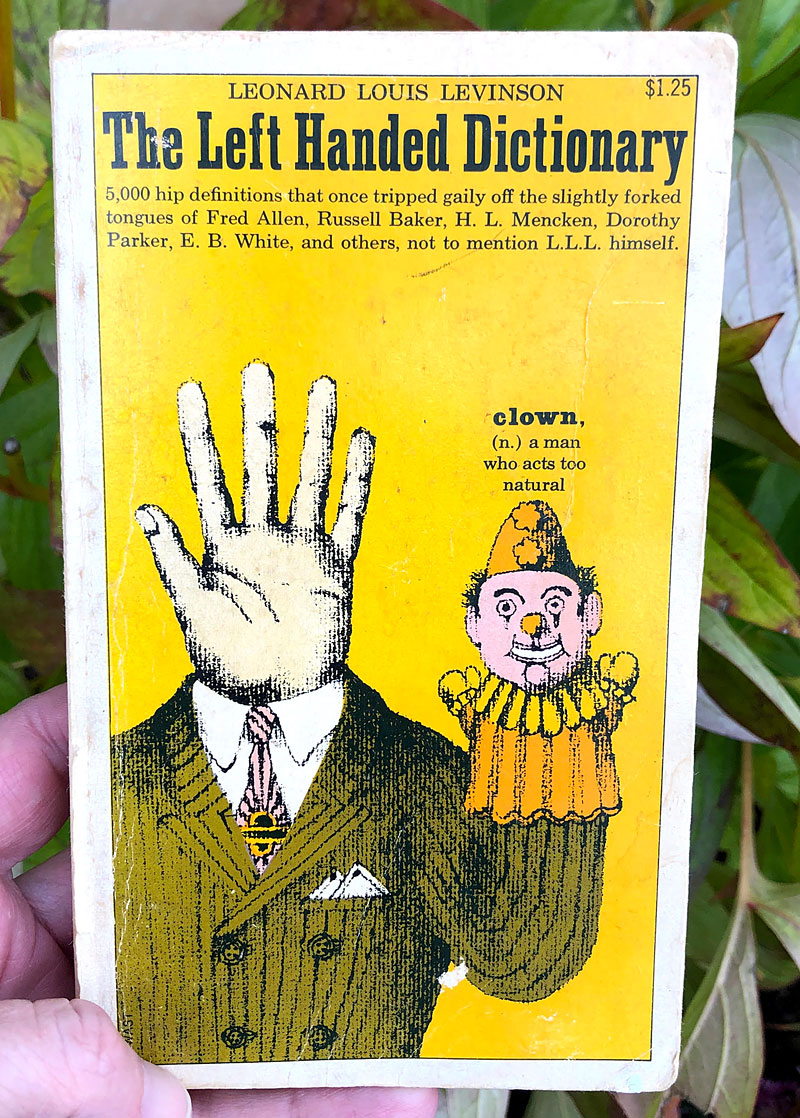 LEONARD LOUIS LEVINSON
$1.25
The Left Handed Dictionary
5,000 hip definitions that once tripped gaily off the slightly forked
tongues of Fred Allen, Russell Baker, H. L. Mencken, Dorothy
Parker, E. B. White, and others, not to mention L.L.L. himself.
clown,
(n.) a man
who acts too
natural